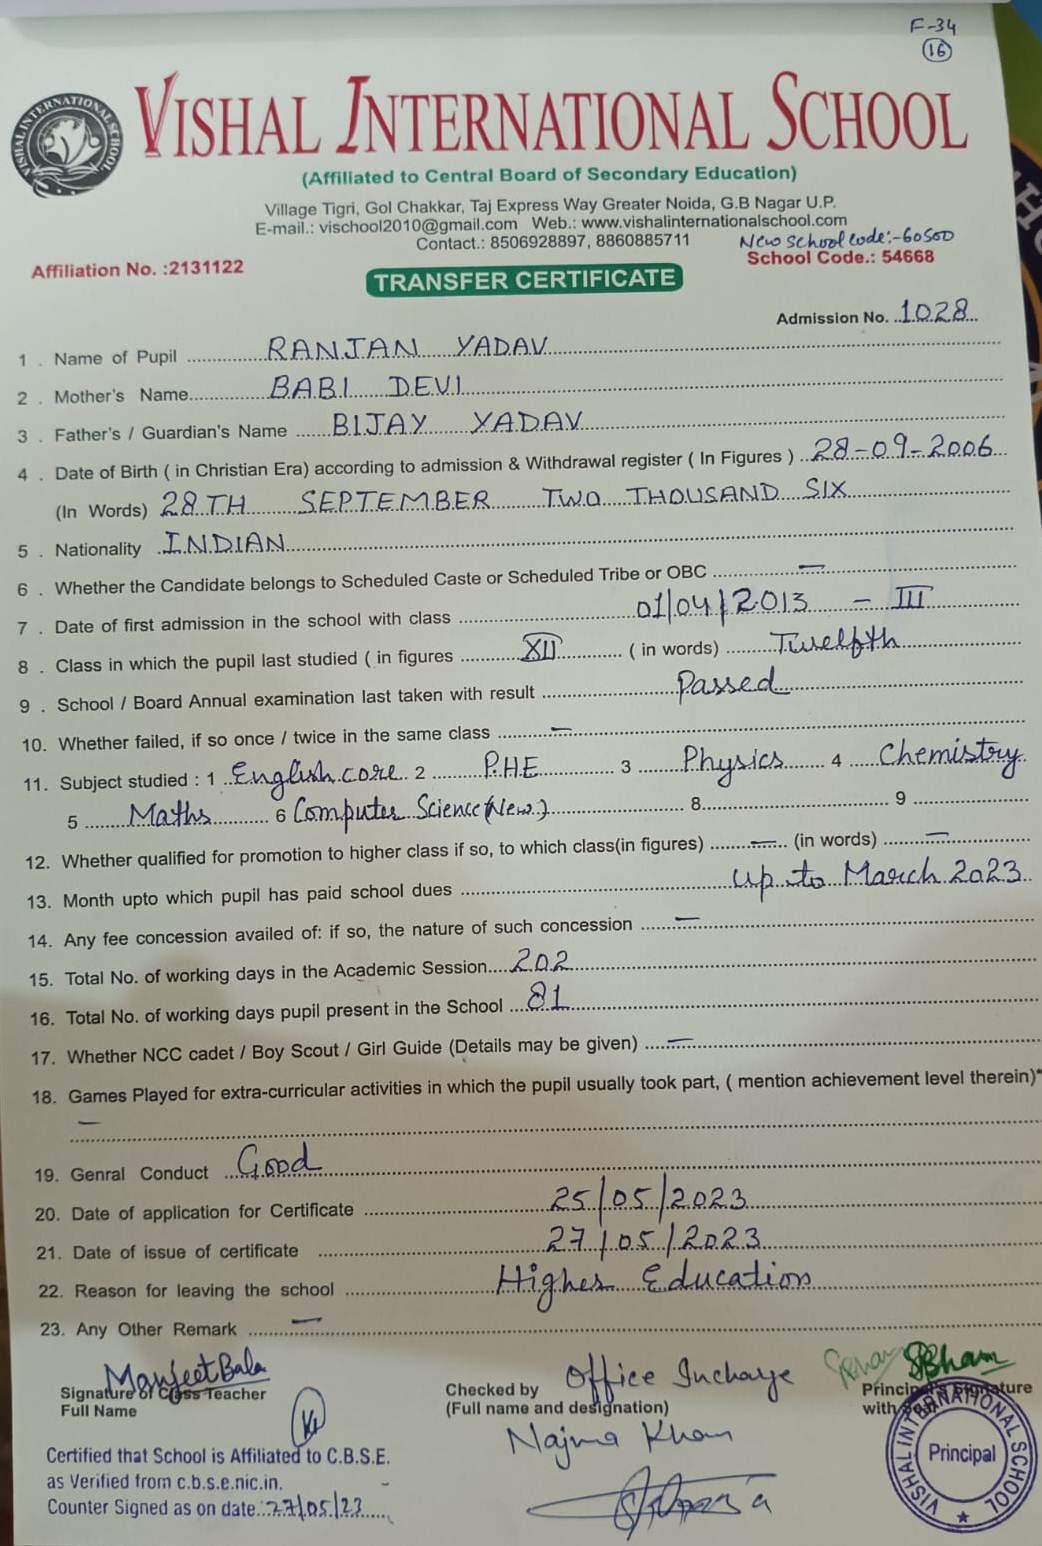 F-34
16
VISHAL INTERNATIONAL SCHOOL
VISHAL INTERNATIONAL SCHOOL
(Affiliated to Central Board of Secondary Education)
Village Tigri, Gol Chakkar, Taj Express Way Greater Noida, G.B Nagar U.P.
E-mail.: vischool2010@gmail.com Web.: www.vishalinternationalschool.com
Contact.: 8506928897, 8860885711 New School Code:-60500
Affiliation No. :2131122 School Code.: 54668
TRANSFER CERTIFICATE
Admission No. 1028
1 . Name of Pupil RANJAN YADAV
2 . Mother's Name BABI DEVI
3 . Father's / Guardian's Name BIJAY YADAV
4 . Date of Birth ( in Christian Era) according to admission & Withdrawal register ( In Figures ) 28-09-2006
(In Words) 28TH SEPTEMBER TWO THOUSAND SIX
5 . Nationality INDIAN
6 . Whether the Candidate belongs to Scheduled Caste or Scheduled Tribe or OBC —
7 . Date of first admission in the school with class 01/04/2013 - III
8 . Class in which the pupil last studied ( in figures XII ( in words) Twelfth
9 . School / Board Annual examination last taken with result Passed
10. Whether failed, if so once / twice in the same class —
11. Subject studied : 1 English core 2 P.HE 3 Physics 4 Chemistry
5 Maths 6 Computer Science (New) 8 9
12. Whether qualified for promotion to higher class if so, to which class(in figures) — (in words) —
13. Month upto which pupil has paid school dues up to March 2023
14. Any fee concession availed of: if so, the nature of such concession —
15. Total No. of working days in the Academic Session 202
16. Total No. of working days pupil present in the School 81
17. Whether NCC cadet / Boy Scout / Girl Guide (Details may be given) —
18. Games Played for extra-curricular activities in which the pupil usually took part, ( mention achievement level therein)*
—
19. Genral Conduct Good
20. Date of application for Certificate 25/05/2023
21. Date of issue of certificate 27/05/2023
22. Reason for leaving the school Higher Education
23. Any Other Remark —
Manjeet Bala
Signature of Class Teacher
Full Name
Checked by Office Incharge
(Full name and designation)
Najma Khan
Principal's Signature
with
VISHAL INTERNATIONAL SCHOOL
Principal
Certified that School is Affiliated to C.B.S.E.
as Verified from c.b.s.e.nic.in.
Counter Signed as on date 27/05/23